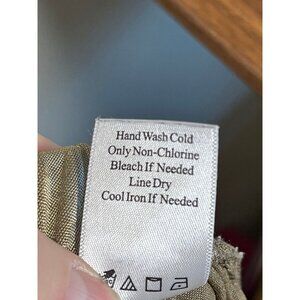 Hand Wash Cold
Only Non-Chlorine
Bleach If Needed
Line Dry
Cool Iron If Needed